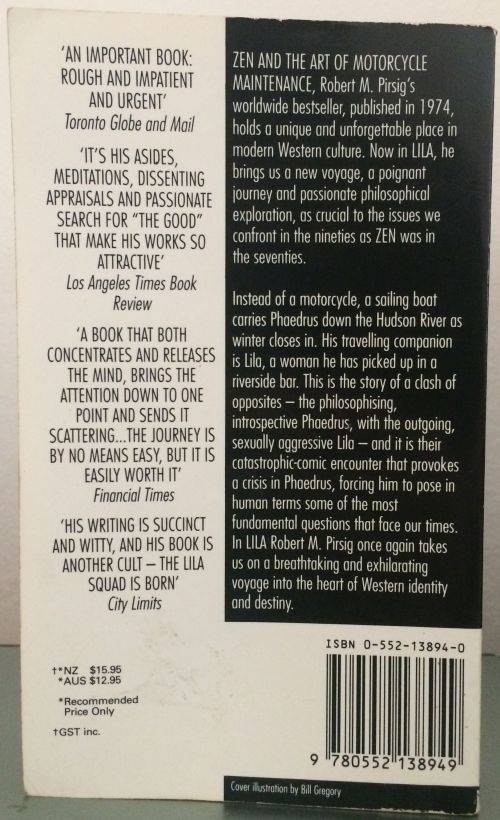 'AN IMPORTANT BOOK:
ROUGH AND IMPATIENT
AND URGENT'
Toronto Globe and Mail
'IT'S HIS ASIDES,
MEDITATIONS, DISSENTING
APPRAISALS AND PASSIONATE
SEARCH FOR "THE GOOD"
THAT MAKE HIS WORKS SO
ATTRACTIVE'
Los Angeles Times Book
Review
'A BOOK THAT BOTH
CONCENTRATES AND RELEASES
THE MIND, BRINGS THE
ATTENTION DOWN TO ONE
POINT AND SENDS IT
SCATTERING...THE JOURNEY IS
BY NO MEANS EASY, BUT IT IS
EASILY WORTH IT'
Financial Times
'HIS WRITING IS SUCCINCT
AND WITTY, AND HIS BOOK IS
ANOTHER CULT – THE LILA
SQUAD IS BORN'
City Limits
†*NZ $15.95
*AUS $12.95
*Recommended
Price Only
†GST inc.
ZEN AND THE ART OF MOTORCYCLE
MAINTENANCE, Robert M. Pirsig's
worldwide bestseller, published in 1974,
holds a unique and unforgettable place in
modern Western culture. Now in LILA, he
brings us a new voyage, a poignant
journey and passionate philosophical
exploration, as crucial to the issues we
confront in the nineties as ZEN was in
the seventies.
Instead of a motorcycle, a sailing boat
carries Phaedrus down the Hudson River as
winter closes in. His travelling companion
is Lila, a woman he has picked up in a
riverside bar. This is the story of a clash of
opposites – the philosophising,
introspective Phaedrus, with the outgoing,
sexually aggressive Lila – and it is their
catastrophic-comic encounter that provokes
a crisis in Phaedrus, forcing him to pose in
human terms some of the most
fundamental questions that face our times.
In LILA Robert M. Pirsig once again takes
us on a breathtaking and exhilarating
voyage into the heart of Western identity
and destiny.
ISBN 0-552-13894-0
9 780552 138949
Cover illustration by Bill Gregory